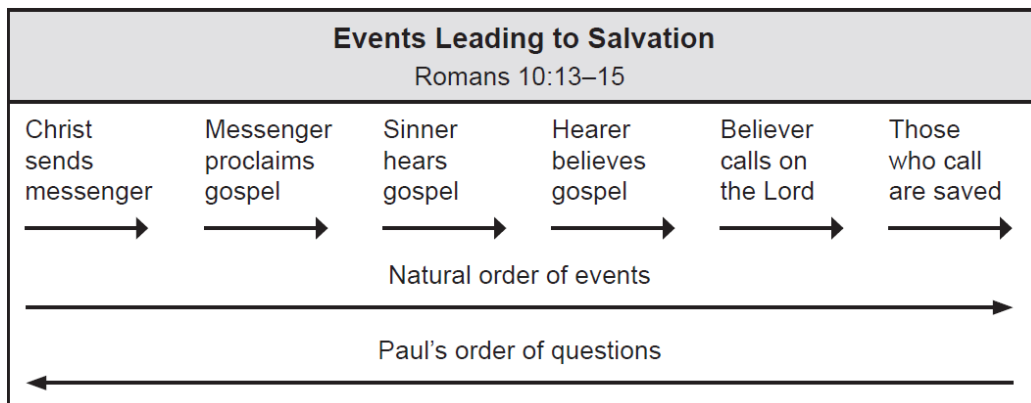 Events Leading to Salvation
Romans 10:13–15
Christ
sends
messenger
Messenger
proclaims
gospel
Sinner
hears
gospel
Hearer
believes
gospel
Believer
calls on
the Lord
Those
who call
are saved
Natural order of events
Paul’s order of questions